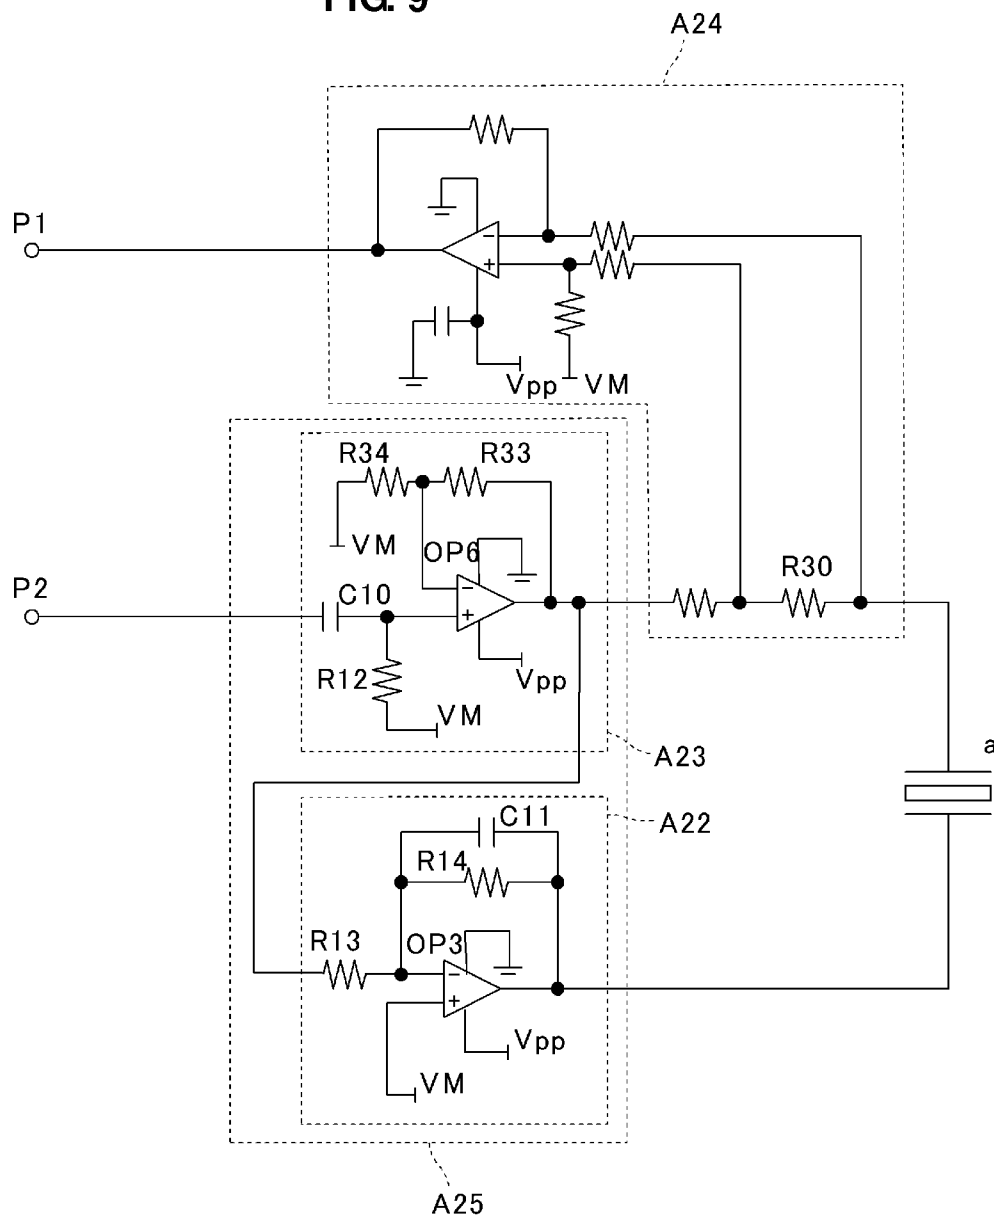 FIG. 9
A24
P1
Vpp
VM
R34
R33
VM
OP6
R30
P2
C10
R12
Vpp
VM
A23
a
C11
A22
R14
R13
OP3
Vpp
VM
A25